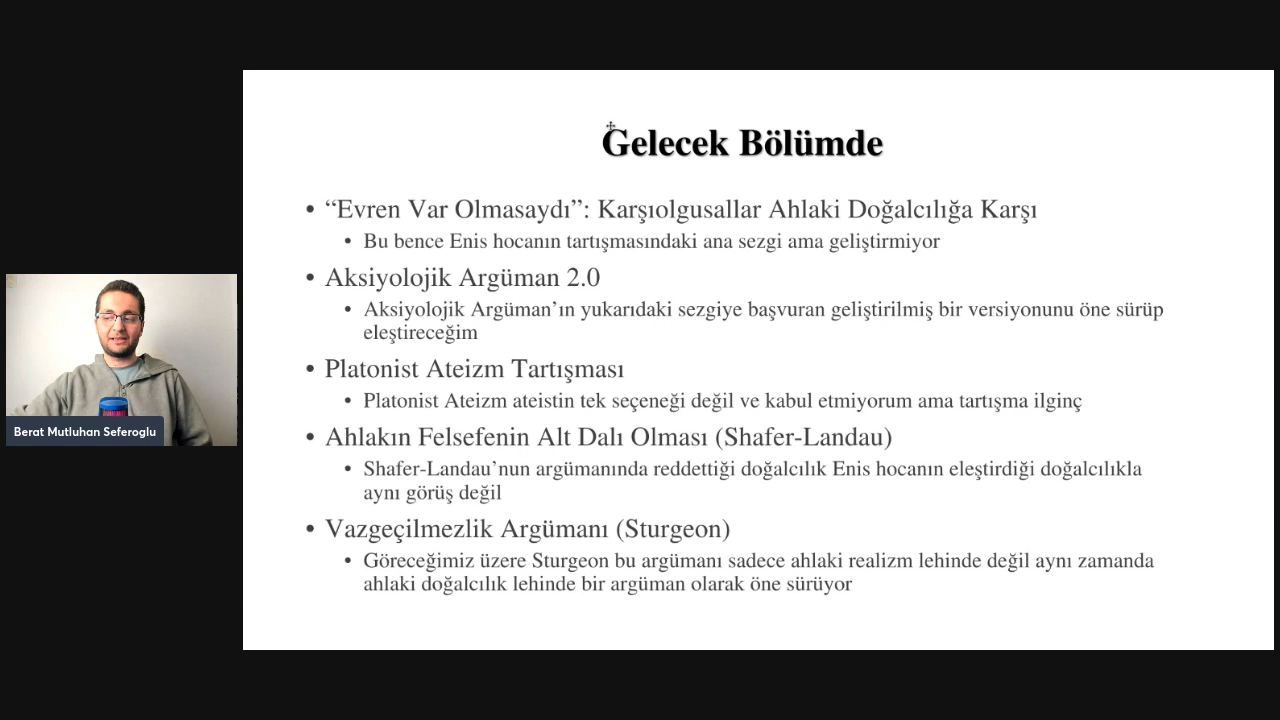 Gelecek Bölümde
• “Evren Var Olmasaydı”: Karşıolgusallar Ahlaki Doğalcılığa Karşı
• Bu bence Enis hocanın tartışmasındaki ana sezgi ama geliştirmiyor
• Aksiyolojik Argüman 2.0
• Aksiyolojik Argüman’ın yukarıdaki sezgiye başvuran geliştirilmiş bir versiyonunu öne sürüp
eleştireceğim
• Platonist Ateizm Tartışması
• Platonist Ateizm ateistin tek seçeneği değil ve kabul etmiyorum ama tartışma ilginç
• Ahlakın Felsefenin Alt Dalı Olması (Shafer-Landau)
• Shafer-Landau’nun argümanında reddettiği doğalcılık Enis hocanın eleştirdiği doğalcılıkla
aynı görüş değil
• Vazgeçilmezlik Argümanı (Sturgeon)
• Göreceğimiz üzere Sturgeon bu argümanı sadece ahlaki realizm lehinde değil aynı zamanda
ahlaki doğalcılık lehinde bir argüman olarak öne sürüyor
Berat Mutluhan Seferoglu